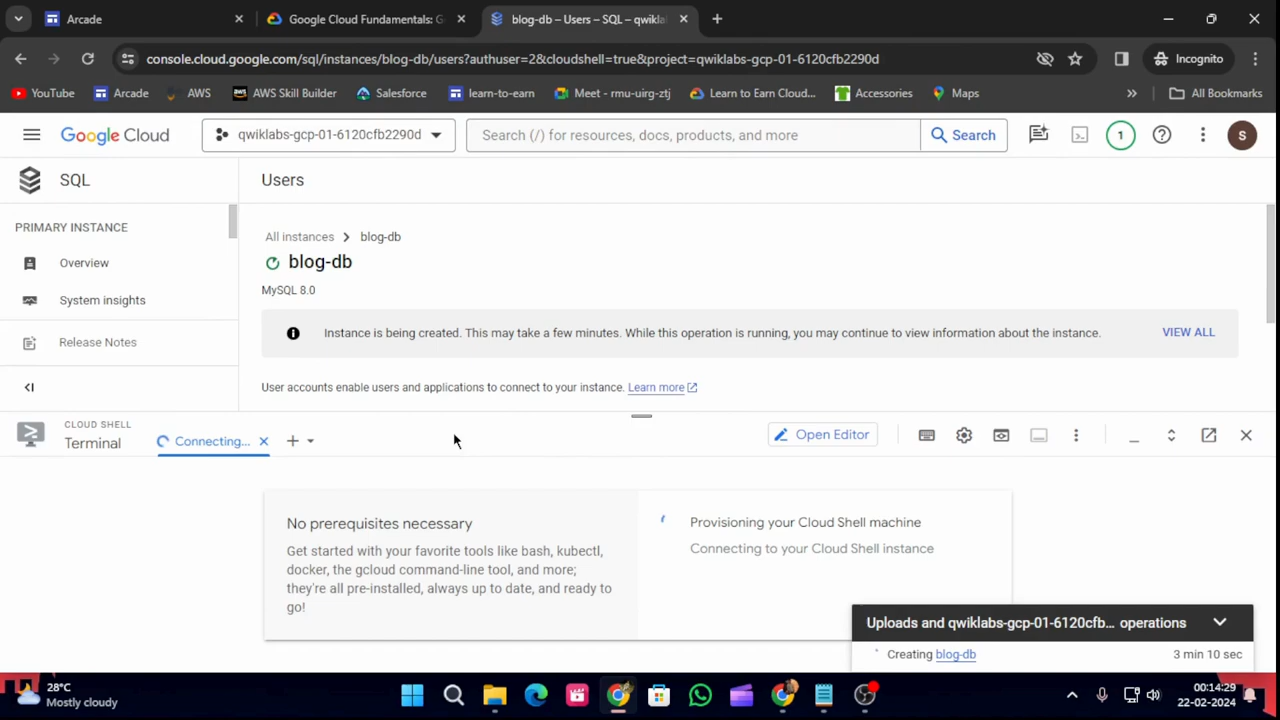 Arcade
Google Cloud Fundamentals: G
blog-db – Users – SQL – qwikla
console.cloud.google.com/sql/instances/blog-db/users?authuser=2&cloudshell=true&project=qwiklabs-gcp-01-6120cfb2290d
Incognito
YouTube
Arcade
AWS
AWS Skill Builder
Salesforce
learn-to-earn
Meet - rmu-uirg-ztj
Learn to Earn Cloud...
Accessories
Maps
All Bookmarks
Google Cloud
qwiklabs-gcp-01-6120cfb2290d
Search (/) for resources, docs, products, and more
Search
1
S
SQL
Users
PRIMARY INSTANCE
Overview
System insights
Release Notes
All instances
blog-db
blog-db
MySQL 8.0
Instance is being created. This may take a few minutes. While this operation is running, you may continue to view information about the instance.
VIEW ALL
User accounts enable users and applications to connect to your instance. Learn more
CLOUD SHELL
Terminal
Connecting...
Open Editor
No prerequisites necessary
Get started with your favorite tools like bash, kubectl,
docker, the gcloud command-line tool, and more;
they're all pre-installed, always up to date, and ready to
go!
Provisioning your Cloud Shell machine
Connecting to your Cloud Shell instance
Uploads and qwiklabs-gcp-01-6120cfb... operations
Creating blog-db
3 min 10 sec
28°C
Mostly cloudy
00:14:29
22-02-2024